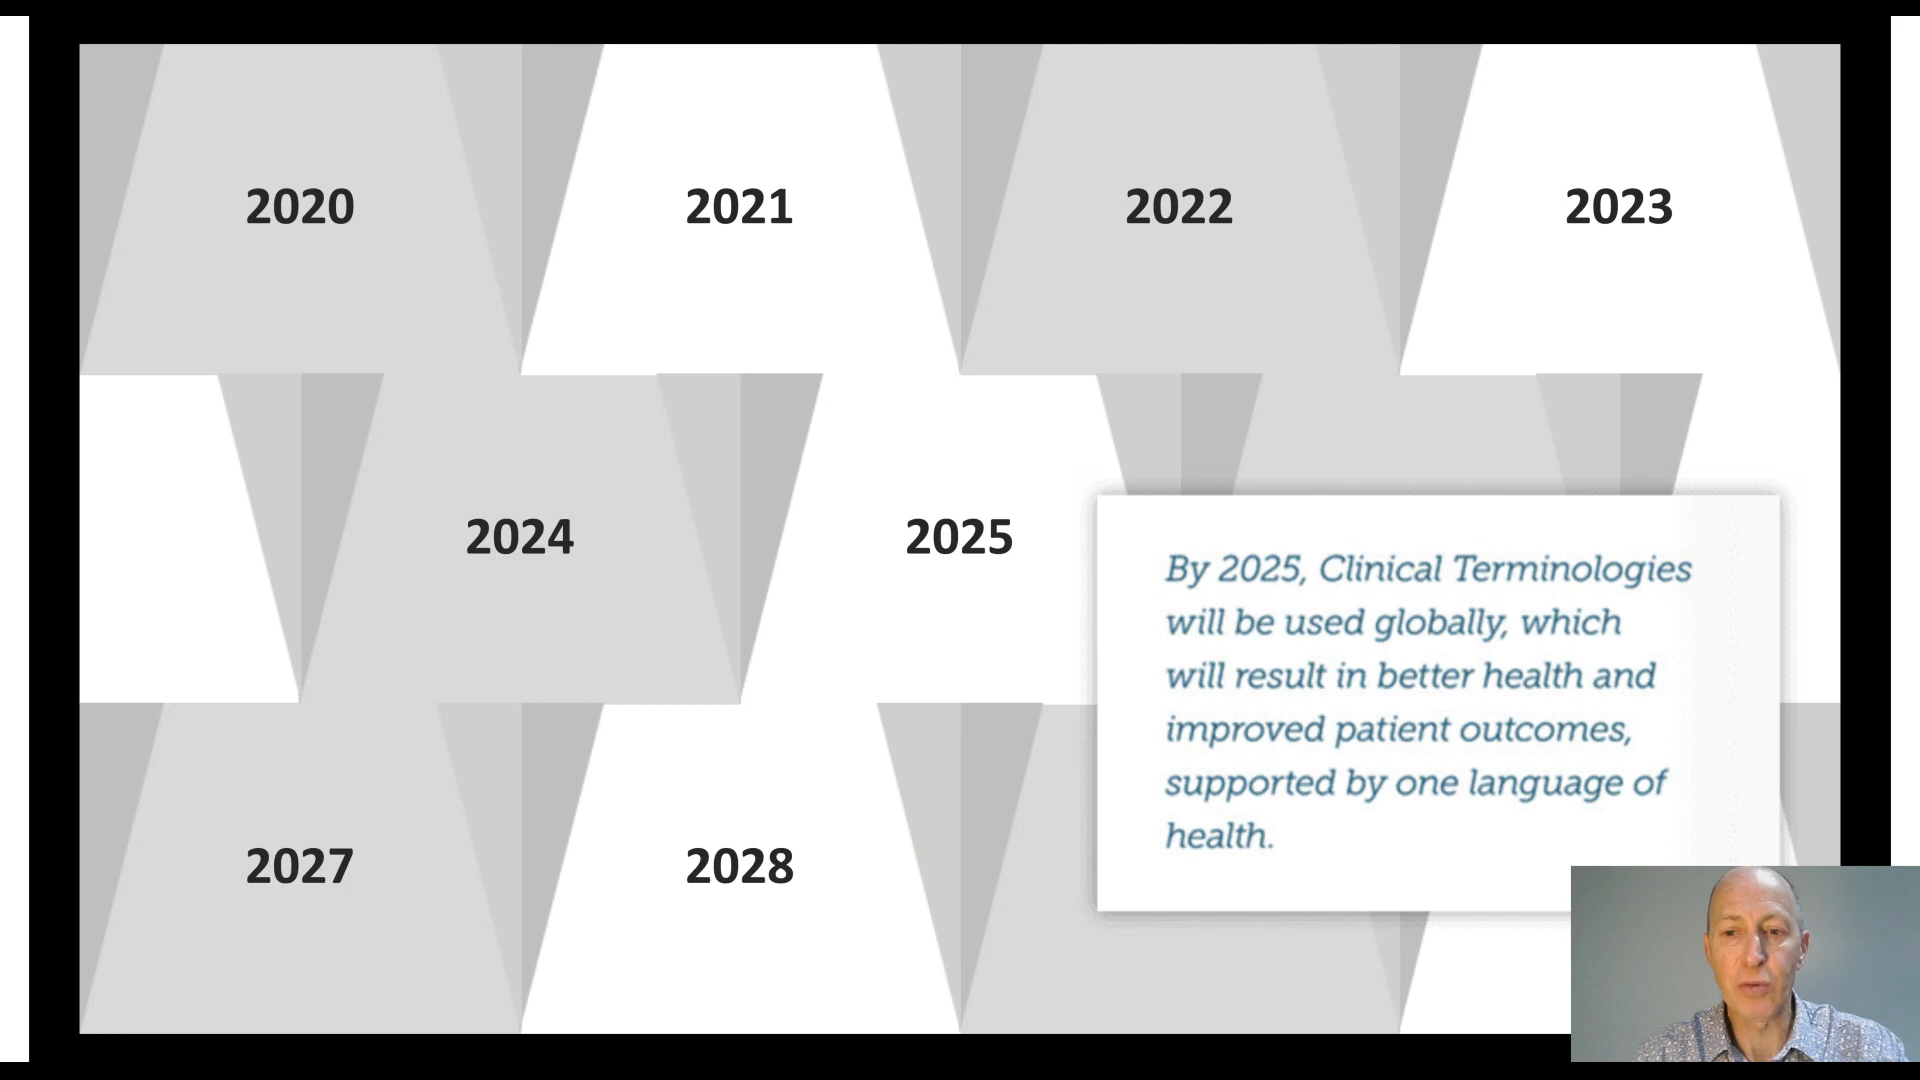 2020
2021
2022
2023
2024
2025
By 2025, Clinical Terminologies
will be used globally, which
will result in better health and
improved patient outcomes,
supported by one language of
health.
2027
2028